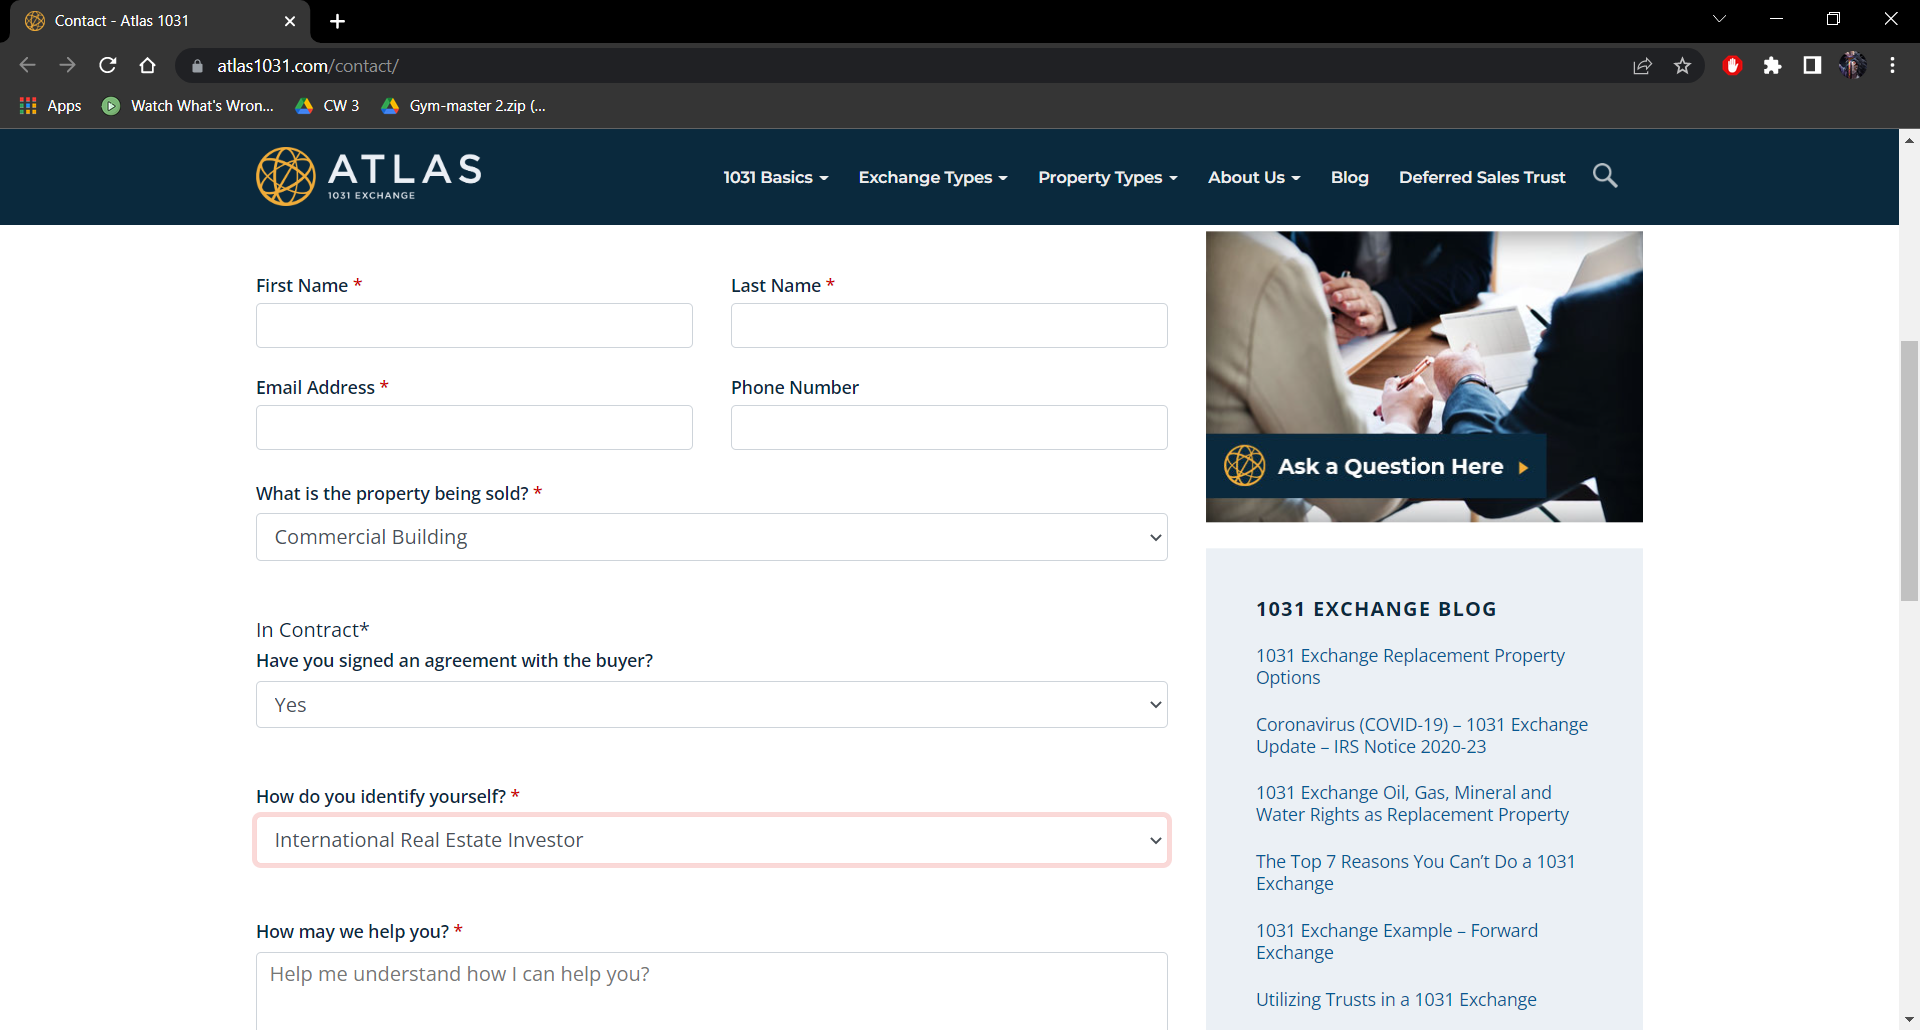 Contact - Atlas 1031
atlas1031.com/contact/
Apps
Watch What's Wron...
CW 3
Gym-master 2.zip (...
ATLAS
1031 EXCHANGE
1031 Basics
Exchange Types
Property Types
About Us
Blog
Deferred Sales Trust
First Name *
Last Name *
Email Address *
Phone Number
What is the property being sold? *
Commercial Building
In Contract*
Have you signed an agreement with the buyer?
Yes
How do you identify yourself? *
International Real Estate Investor
How may we help you? *
Help me understand how I can help you?
Ask a Question Here
1031 EXCHANGE BLOG
1031 Exchange Replacement Property
Options
Coronavirus (COVID-19) – 1031 Exchange
Update – IRS Notice 2020-23
1031 Exchange Oil, Gas, Mineral and
Water Rights as Replacement Property
The Top 7 Reasons You Can't Do a 1031
Exchange
1031 Exchange Example – Forward
Exchange
Utilizing Trusts in a 1031 Exchange